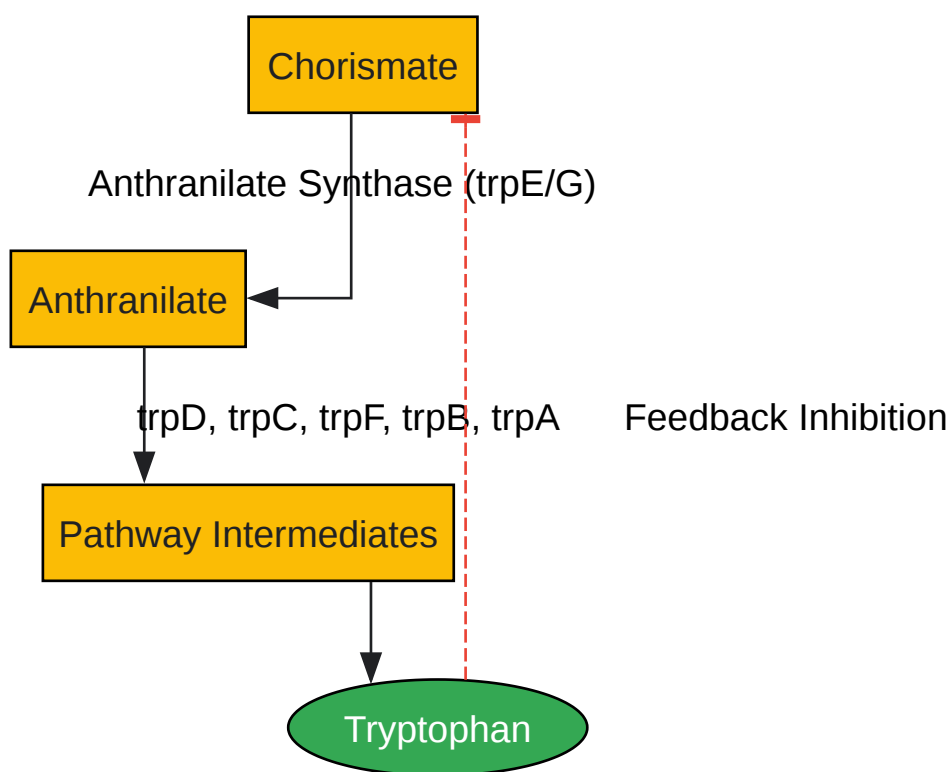 Chorismate
Anthranilate Synthase (trpE/G)
Anthranilate
trpD, trpC, trpF, trpB, trpA
Feedback Inhibition
Pathway Intermediates
Tryptophan